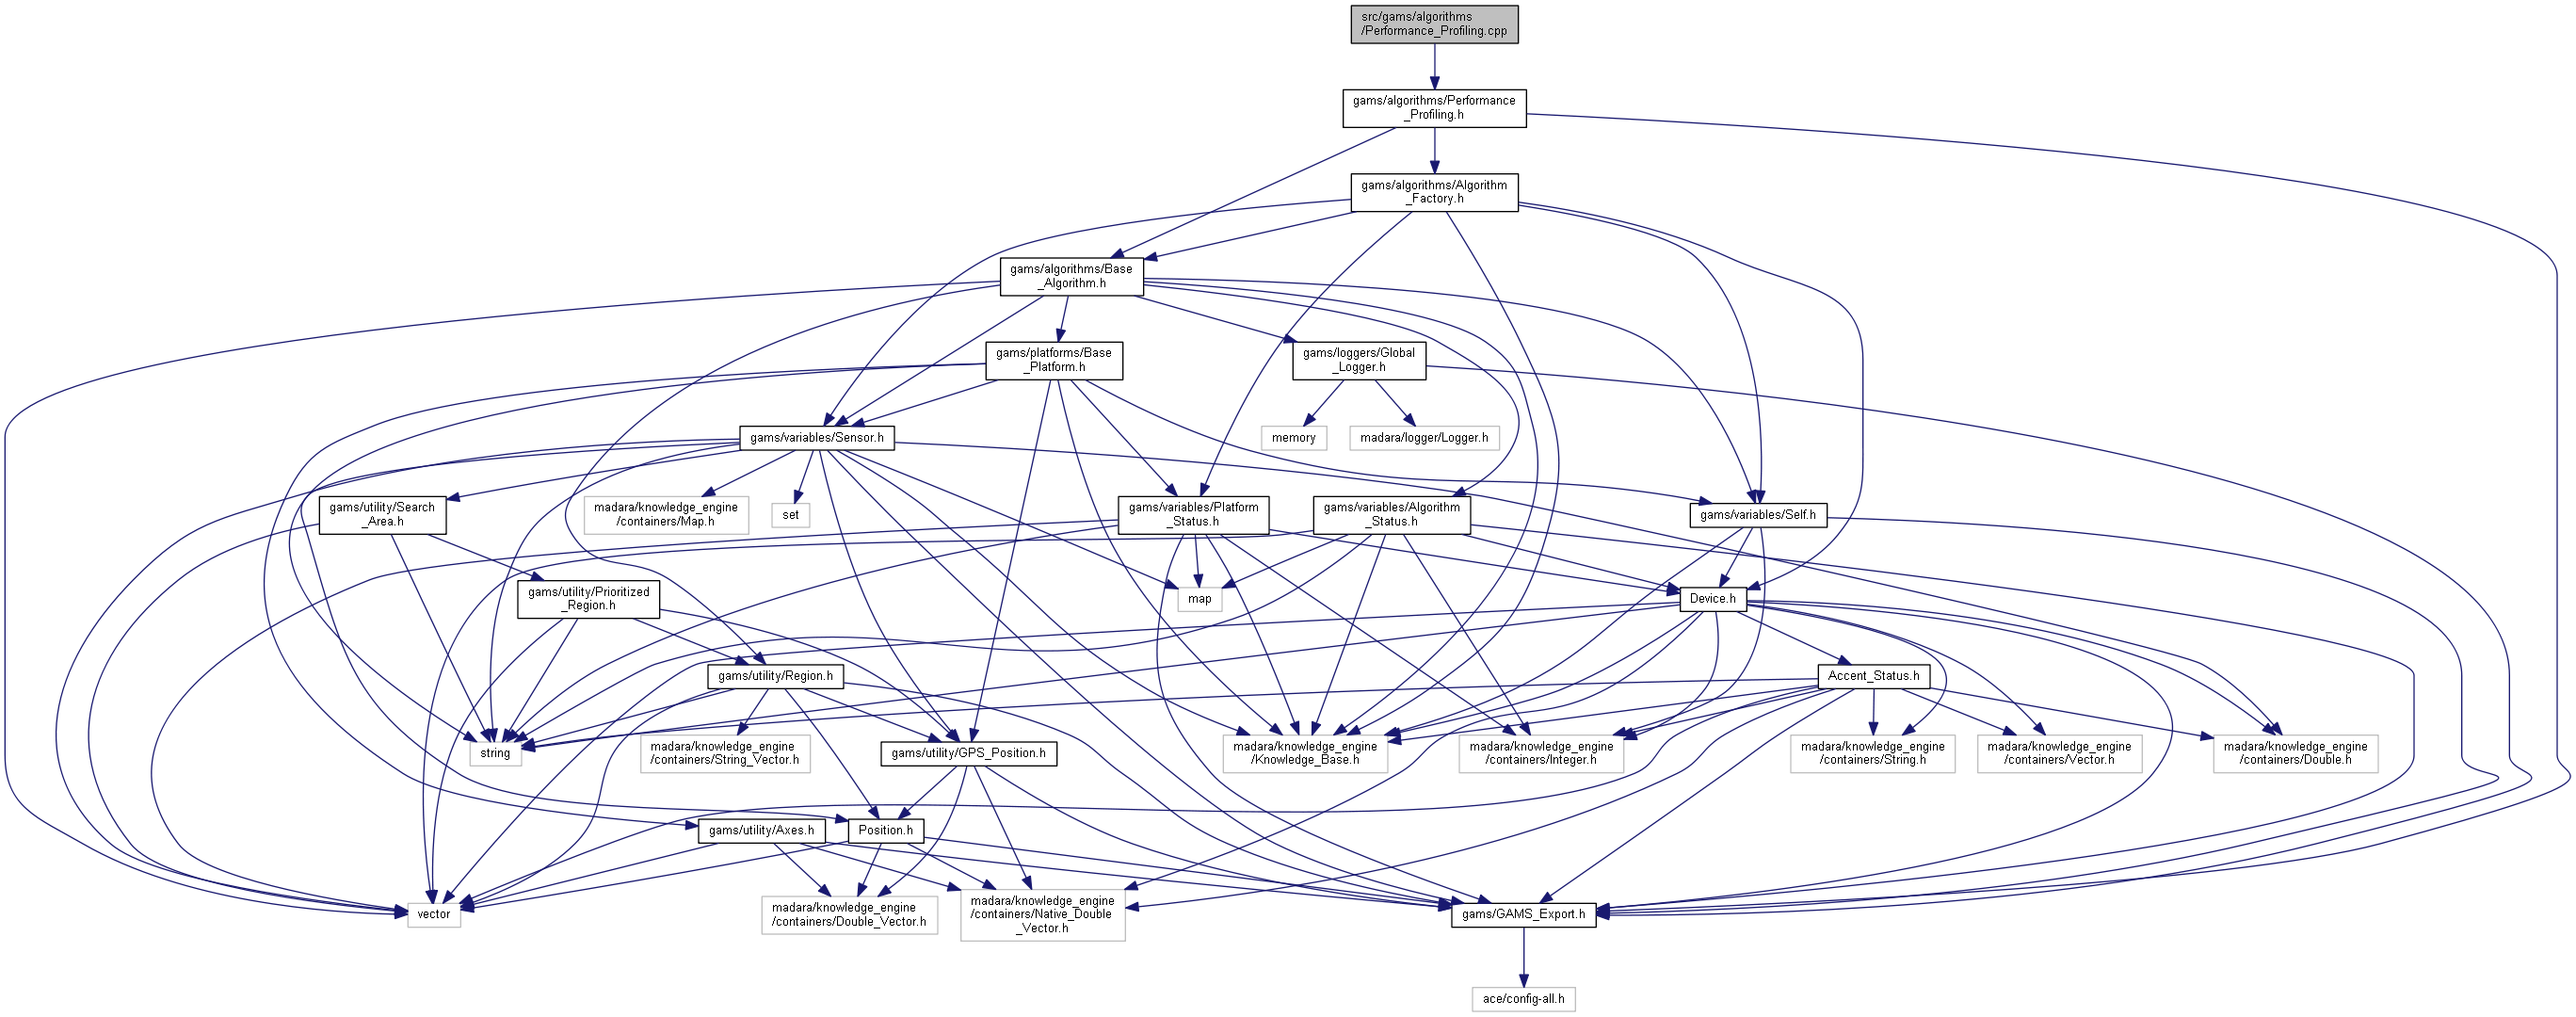 src/gams/algorithms
/Performance_Profiling.cpp
gams/algorithms/Performance
_Profiling.h
gams/algorithms/Algorithm
_Factory.h
gams/algorithms/Base
_Algorithm.h
gams/platforms/Base
_Platform.h
gams/loggers/Global
_Logger.h
gams/variables/Sensor.h
memory
madara/logger/Logger.h
gams/utility/Search
_Area.h
madara/knowledge_engine
/containers/Map.h
set
gams/variables/Platform
_Status.h
gams/variables/Algorithm
_Status.h
gams/variables/Self.h
gams/utility/Prioritized
_Region.h
map
Device.h
gams/utility/Region.h
Accent_Status.h
string
madara/knowledge_engine
/containers/String_Vector.h
gams/utility/GPS_Position.h
madara/knowledge_engine
/Knowledge_Base.h
madara/knowledge_engine
/containers/Integer.h
madara/knowledge_engine
/containers/String.h
madara/knowledge_engine
/containers/Vector.h
madara/knowledge_engine
/containers/Double.h
gams/utility/Axes.h
Position.h
vector
madara/knowledge_engine
/containers/Double_Vector.h
madara/knowledge_engine
/containers/Native_Double
_Vector.h
gams/GAMS_Export.h
ace/config-all.h